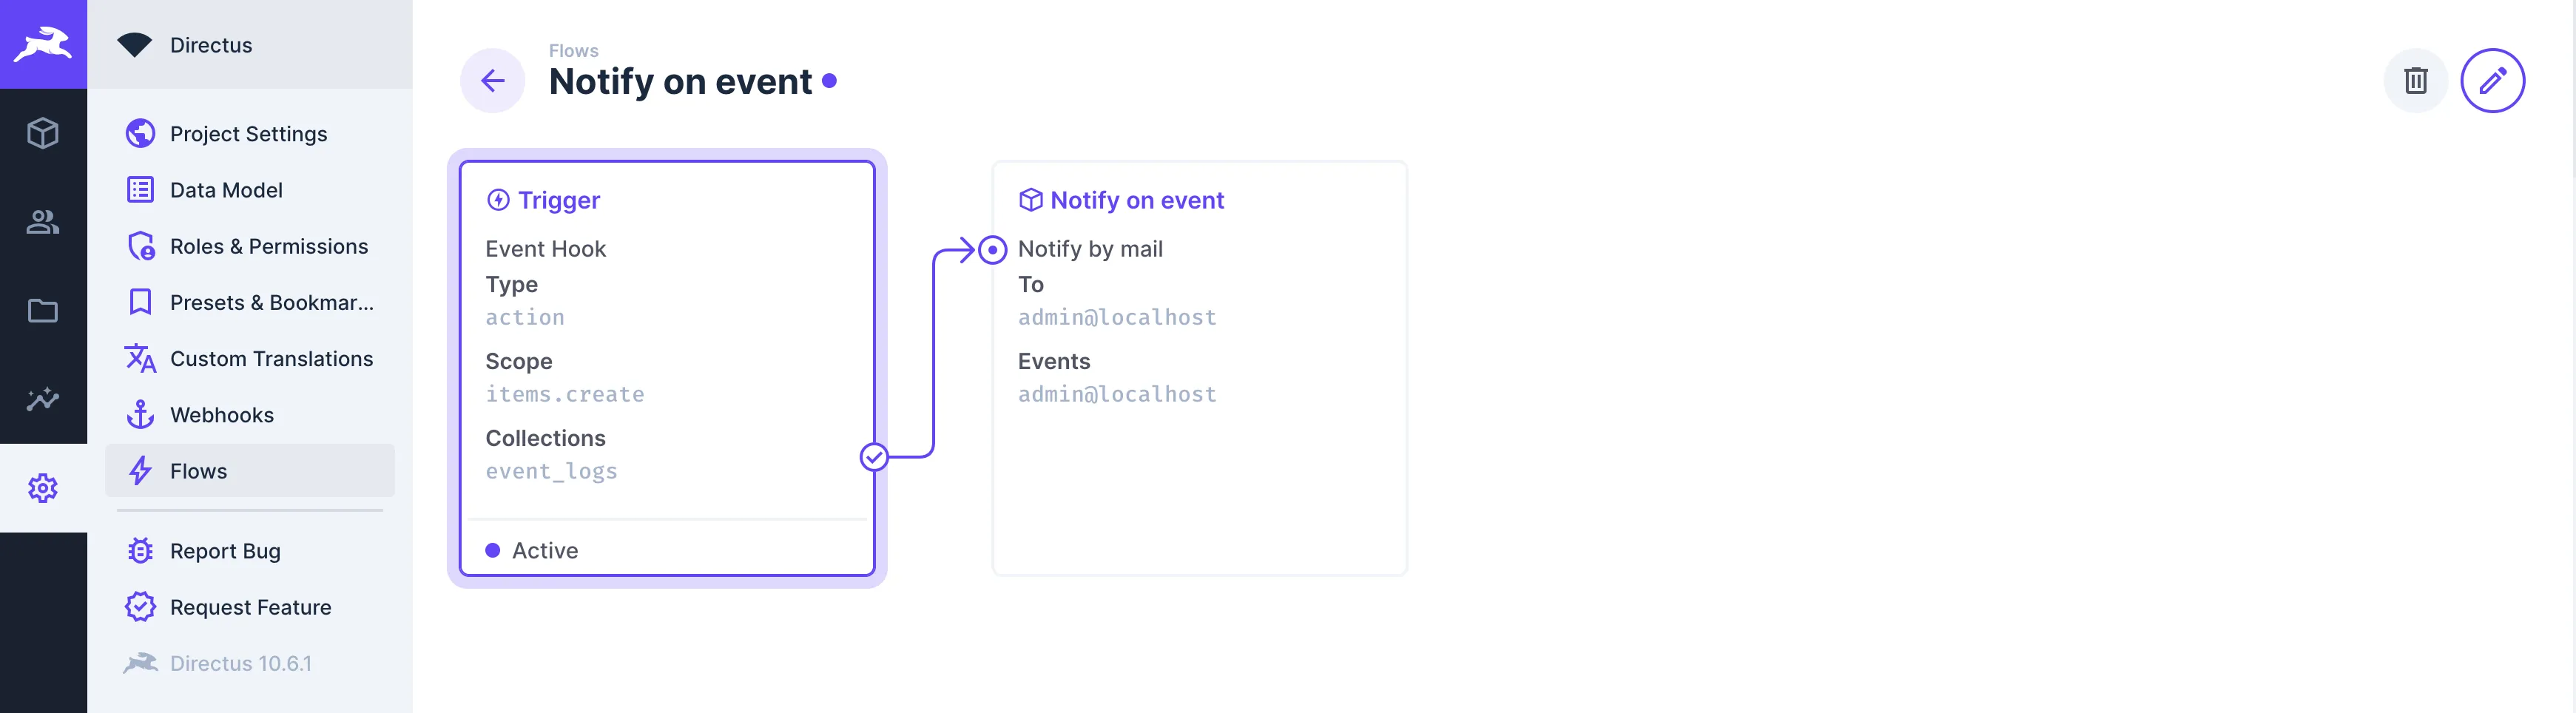 Directus
Project Settings
Data Model
Roles & Permissions
Presets & Bookmar...
Custom Translations
Webhooks
Flows
Report Bug
Request Feature
Directus 10.6.1
Flows
Notify on event
Trigger
Event Hook
Type
action
Scope
items.create
Collections
event_logs
Active
Notify on event
Notify by mail
To
admin@localhost
Events
admin@localhost